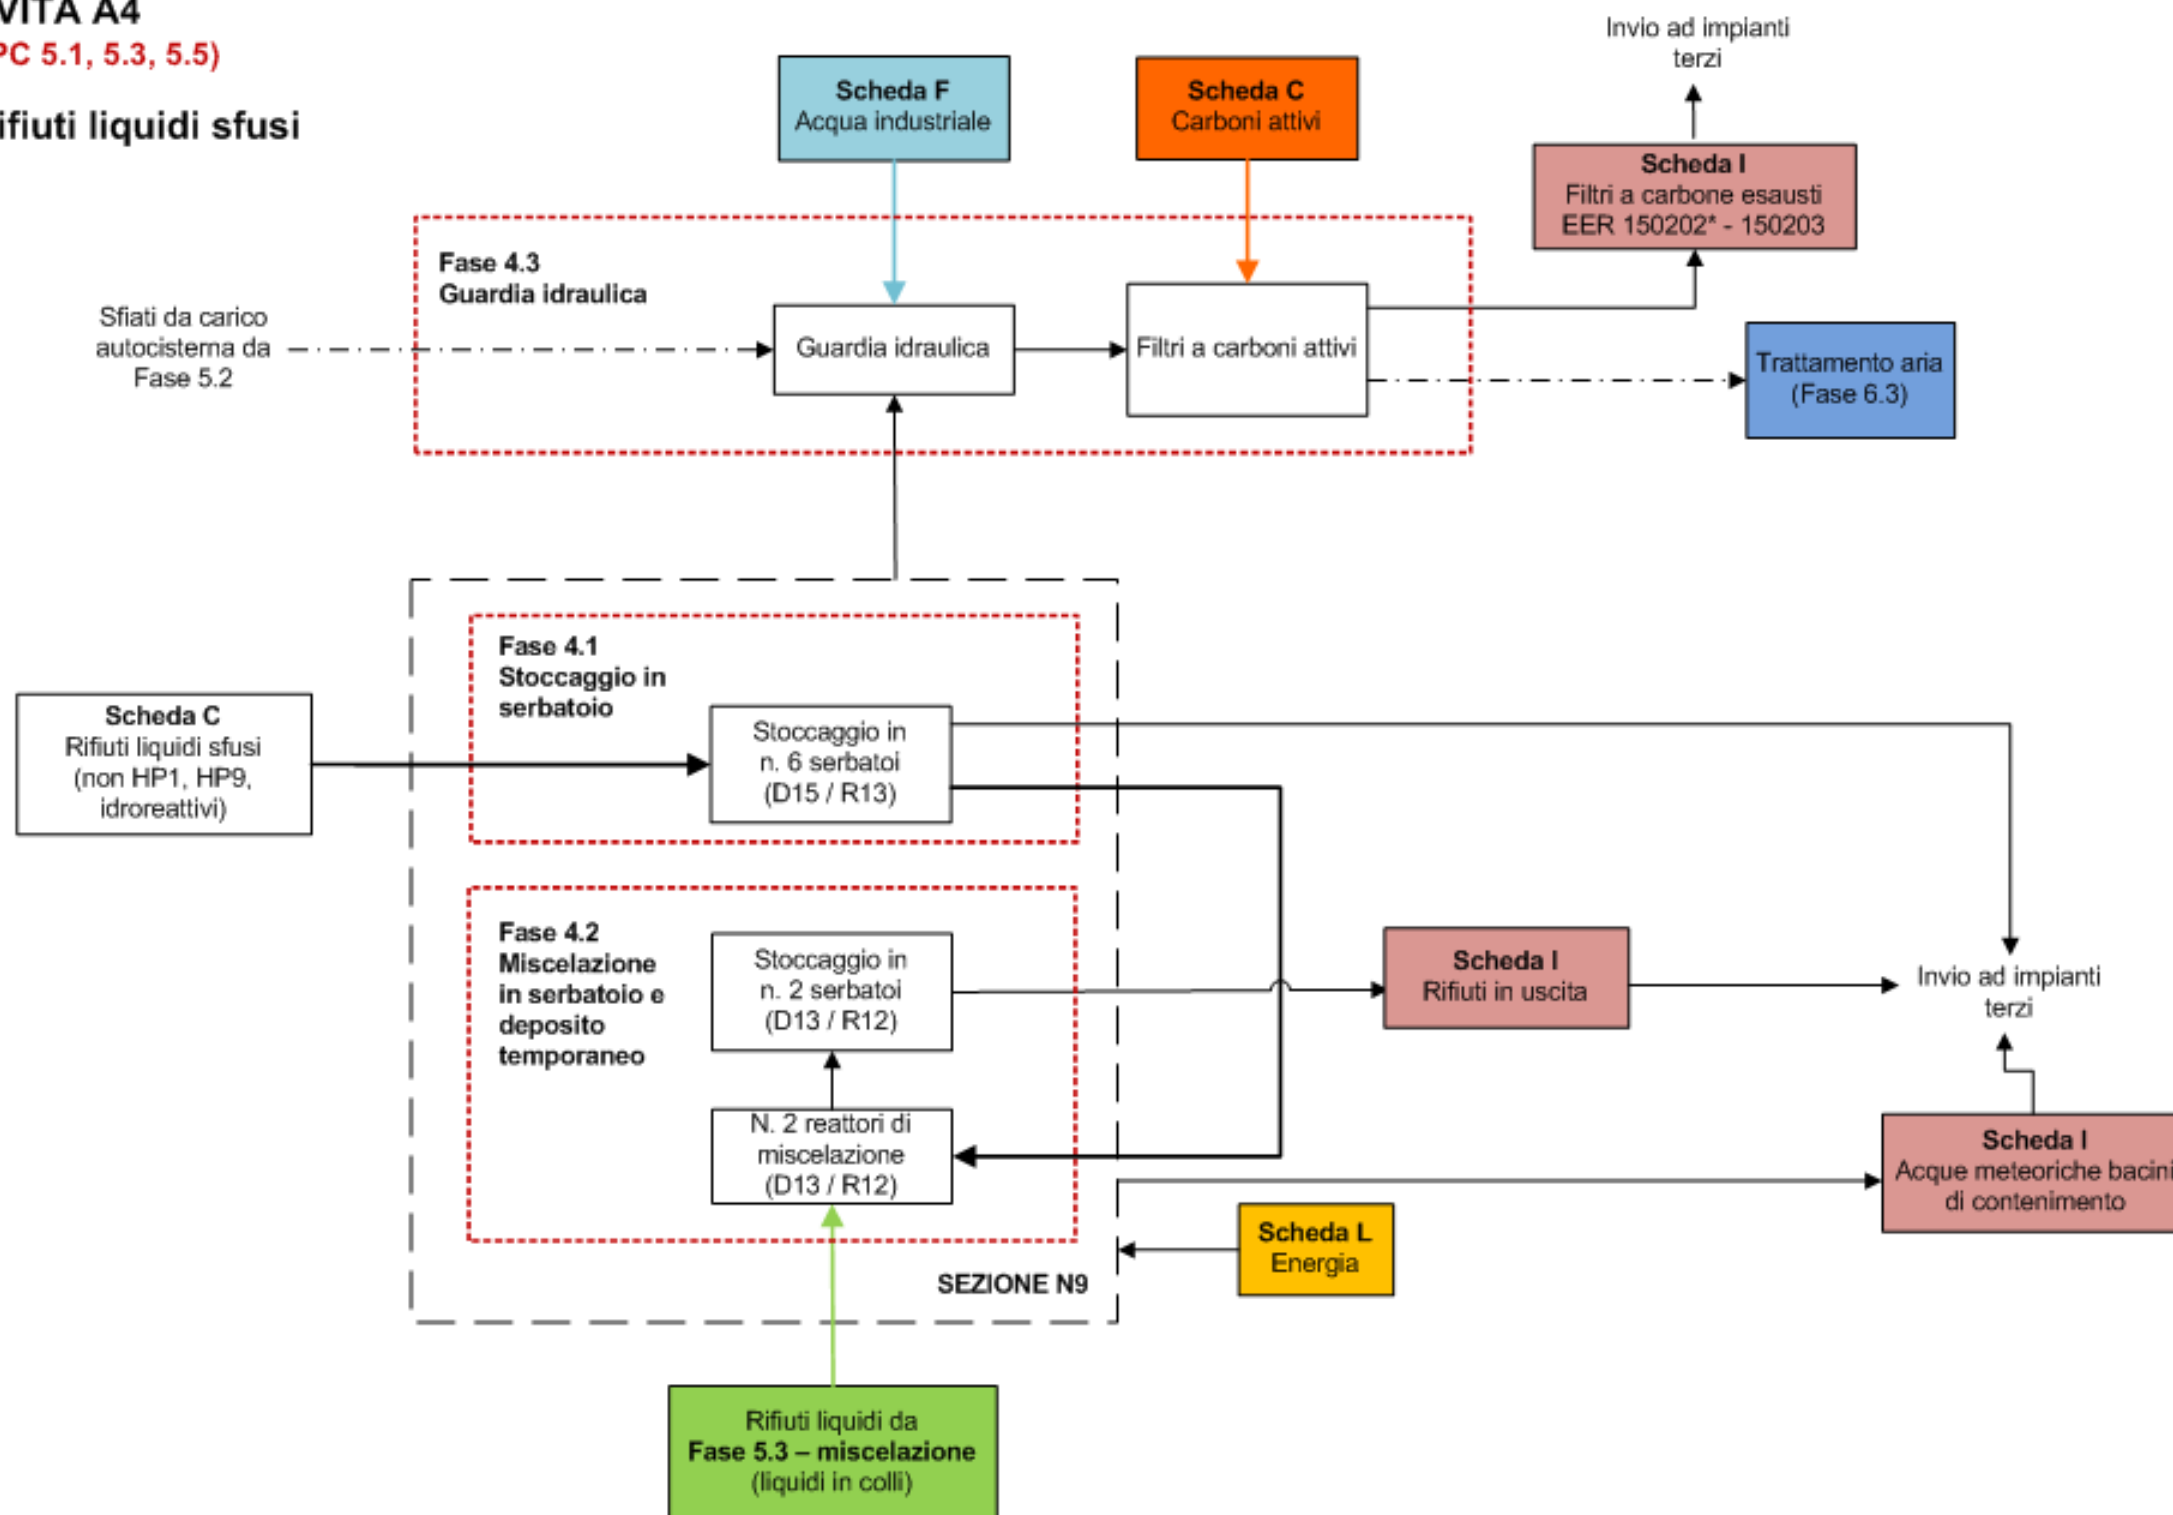 VITÀ A4
PC 5.1, 5.3, 5.5)
ifiuti liquidi sfusi
Invio ad impianti
terzi
Scheda F
Acqua industriale
Scheda C
Carboni attivi
Scheda I
Filtri a carbone esausti
EER 150202* - 150203
Fase 4.3
Guardia idraulica
Sfiati da carico
autocisterna da
Fase 5.2
Guardia idraulica
Filtri a carboni attivi
Trattamento aria
(Fase 6.3)
Fase 4.1
Stoccaggio in
serbatoio
Scheda C
Rifiuti liquidi sfusi
(non HP1, HP9,
idroreattivi)
Stoccaggio in
n. 6 serbatoi
(D15 / R13)
Fase 4.2
Miscelazione
in serbatoio e
deposito
temporaneo
Stoccaggio in
n. 2 serbatoi
(D13 / R12)
Scheda I
Rifiuti in uscita
Invio ad impianti
terzi
N. 2 reattori di
miscelazione
(D13 / R12)
Scheda I
Acque meteoriche bacini
di contenimento
Scheda L
Energia
SEZIONE N9
Rifiuti liquidi da
Fase 5.3 – miscelazione
(liquidi in colli)